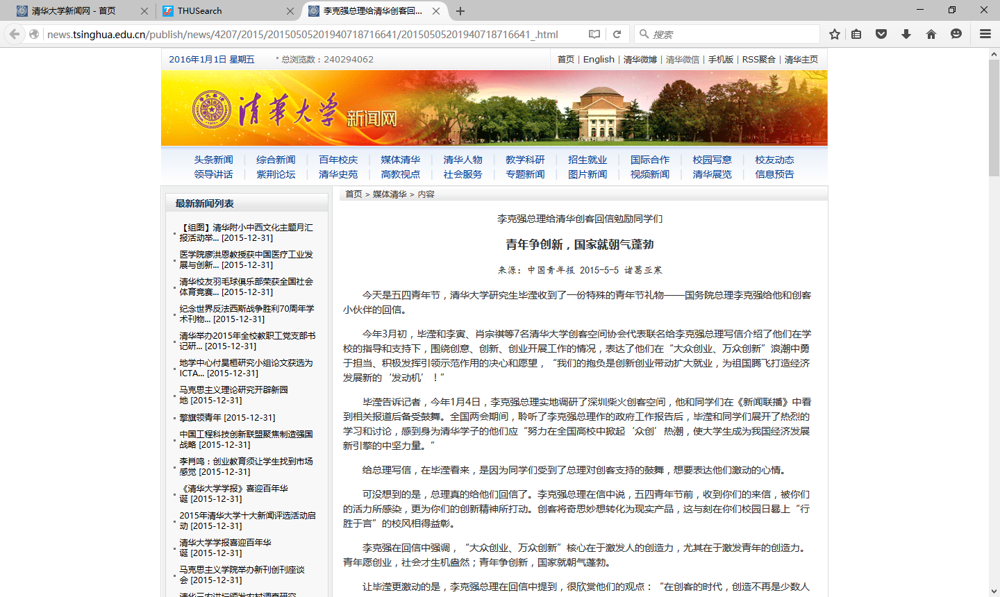 清华大学新闻网 - 首页
THUSearch
李克强总理给清华创客回...
news.tsinghua.edu.cn/publish/news/4207/2015/20150505201940718716641/20150505201940718716641_.html
搜索
2016年1月1日 星期五
总浏览数：240294062
首页 | English | 清华微博 | 清华微信 | 手机版 | RSS聚合 | 清华主页
清華大学 新闻网
头条新闻 | 综合新闻 | 百年校庆 | 媒体清华 | 清华人物 | 教学科研 | 招生就业 | 国际合作 | 校园写意 | 校友动态
领导讲话 | 紫荆论坛 | 清华史苑 | 高教视点 | 社会服务 | 专题新闻 | 图片新闻 | 视频新闻 | 清华展览 | 信息预告
最新新闻列表
【组图】清华附小中西文化主题月汇
报活动举... [2015-12-31]
医学院廖洪恩教授获中国医疗工业发
展与创新... [2015-12-31]
清华校友羽毛球俱乐部荣获全国社会
体育竞赛... [2015-12-31]
纪念世界反法西斯战争胜利70周年学
术刊物... [2015-12-31]
清华举办2015年全校教职工党支部书
记研... [2015-12-31]
地学中心付昊桓研究小组论文获选为
ICTA... [2015-12-31]
马克思主义理论研究开辟新园
地 [2015-12-31]
擎旗领青年 [2015-12-31]
中国工程科技创新联盟聚焦制造强国
战略 [2015-12-31]
李肖鸣：创业教育须让学生找到市场
感觉 [2015-12-31]
《清华大学学报》喜迎百年华
诞 [2015-12-31]
2015年清华大学十大新闻评选活动启
动 [2015-12-31]
清华大学学报喜迎百年华
诞 [2015-12-31]
马克思主义学院举办新刊创刊座谈
会 [2015-12-31]
清华三农讲坛颁发农村调查研究
首页 > 媒体清华 > 内容
李克强总理给清华创客回信勉励同学们
青年争创新，国家就朝气蓬勃
来源：中国青年报 2015-5-5 诸葛亚寒
今天是五四青年节，清华大学研究生毕滢收到了一份特殊的青年节礼物——国务院总理李克强给他和创客
小伙伴的回信。
今年3月初，毕滢和李寅、肖宗祺等7名清华大学创客空间协会代表联名给李克强总理写信介绍了他们在学
校的指导和支持下，围绕创意、创新、创业开展工作的情况，表达了他们在“大众创业、万众创新”浪潮中勇
于担当、积极发挥引领示范作用的决心和愿望，“我们的抱负是创新创业带动扩大就业，为祖国腾飞打造经济
发展新的‘发动机’！”
毕滢告诉记者，今年1月4日，李克强总理实地调研了深圳柴火创客空间，他和同学们在《新闻联播》中看
到相关报道后备受鼓舞。全国两会期间，聆听了李克强总理作的政府工作报告后，毕滢和同学们展开了热烈的
学习和讨论，感到身为清华学子的他们应“努力在全国高校中掀起‘众创’热潮，使大学生成为我国经济发展
新引擎的中坚力量。”
给总理写信，在毕滢看来，是因为同学们受到了总理对创客支持的鼓舞，想要表达他们激动的心情。
可没想到的是，总理真的给他们回信了。李克强总理在信中说，五四青年节前，收到你们的来信，被你们
的活力所感染，更为你们的创新精神所打动。创客将奇思妙想转化为现实产品，这与刻在你们校园日晷上“行
胜于言”的校风相得益彰。
李克强在回信中强调，“大众创业、万众创新”核心在于激发人的创造力，尤其在于激发青年的创造力。
青年愿创业，社会才生机盎然；青年争创新，国家就朝气蓬勃。
让毕滢更激动的是，李克强总理在回信中提到，很欣赏他们的观点：“在创客的时代，创造不再是少数人